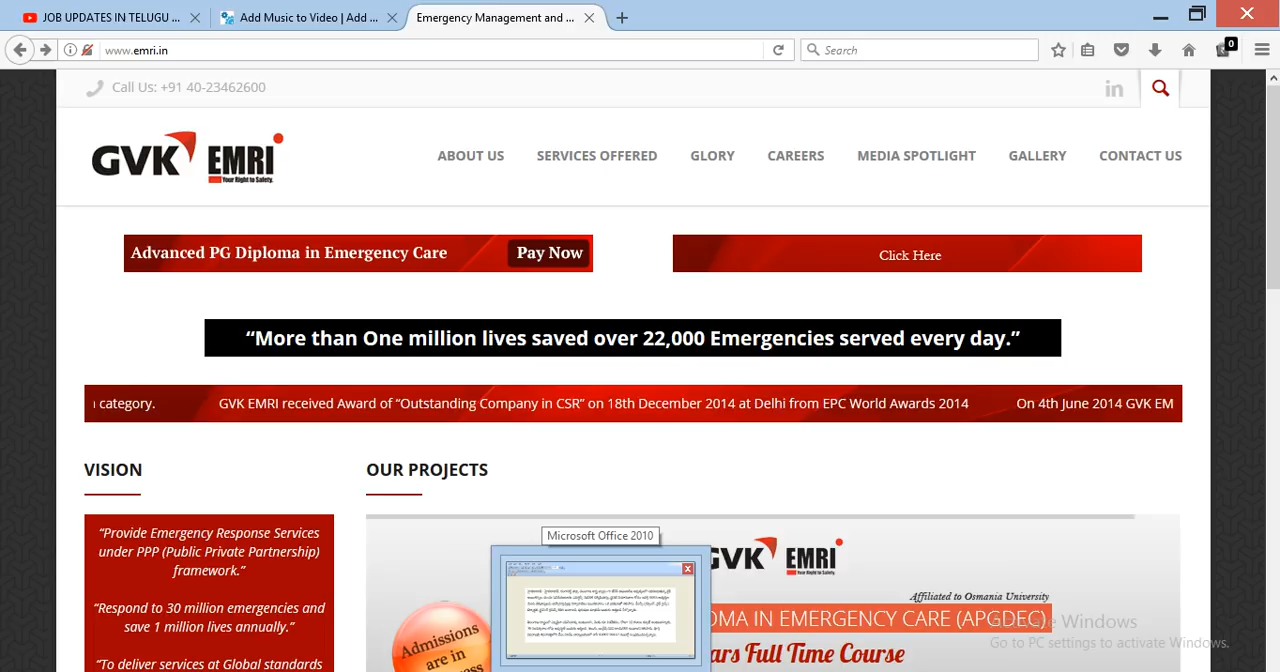 JOB UPDATES IN TELUGU ...
Add Music to Video | Add ...
Emergency Management and ...
www.emri.in
Search
0
Call Us: +91 40-23462600
in
GVK EMRI
Your Right to Safety.
ABOUT US
SERVICES OFFERED
GLORY
CAREERS
MEDIA SPOTLIGHT
GALLERY
CONTACT US
Advanced PG Diploma in Emergency Care
Pay Now
Click Here
“More than One million lives saved over 22,000 Emergencies served every day.”
category.
GVK EMRI received Award of “Outstanding Company in CSR” on 18th December 2014 at Delhi from EPC World Awards 2014
On 4th June 2014 GVK EM
VISION
OUR PROJECTS
“Provide Emergency Response Services
under PPP (Public Private Partnership)
framework.”
“Respond to 30 million emergencies and
save 1 million lives annually.”
“To deliver services at Global standards
Microsoft Office 2010
GVK EMRI
Affiliated to Osmania University
OMA IN EMERGENCY CARE (APGDEC)
ars Full Time Course
Admissions
are in
Activate Windows
Go to PC settings to activate Windows.